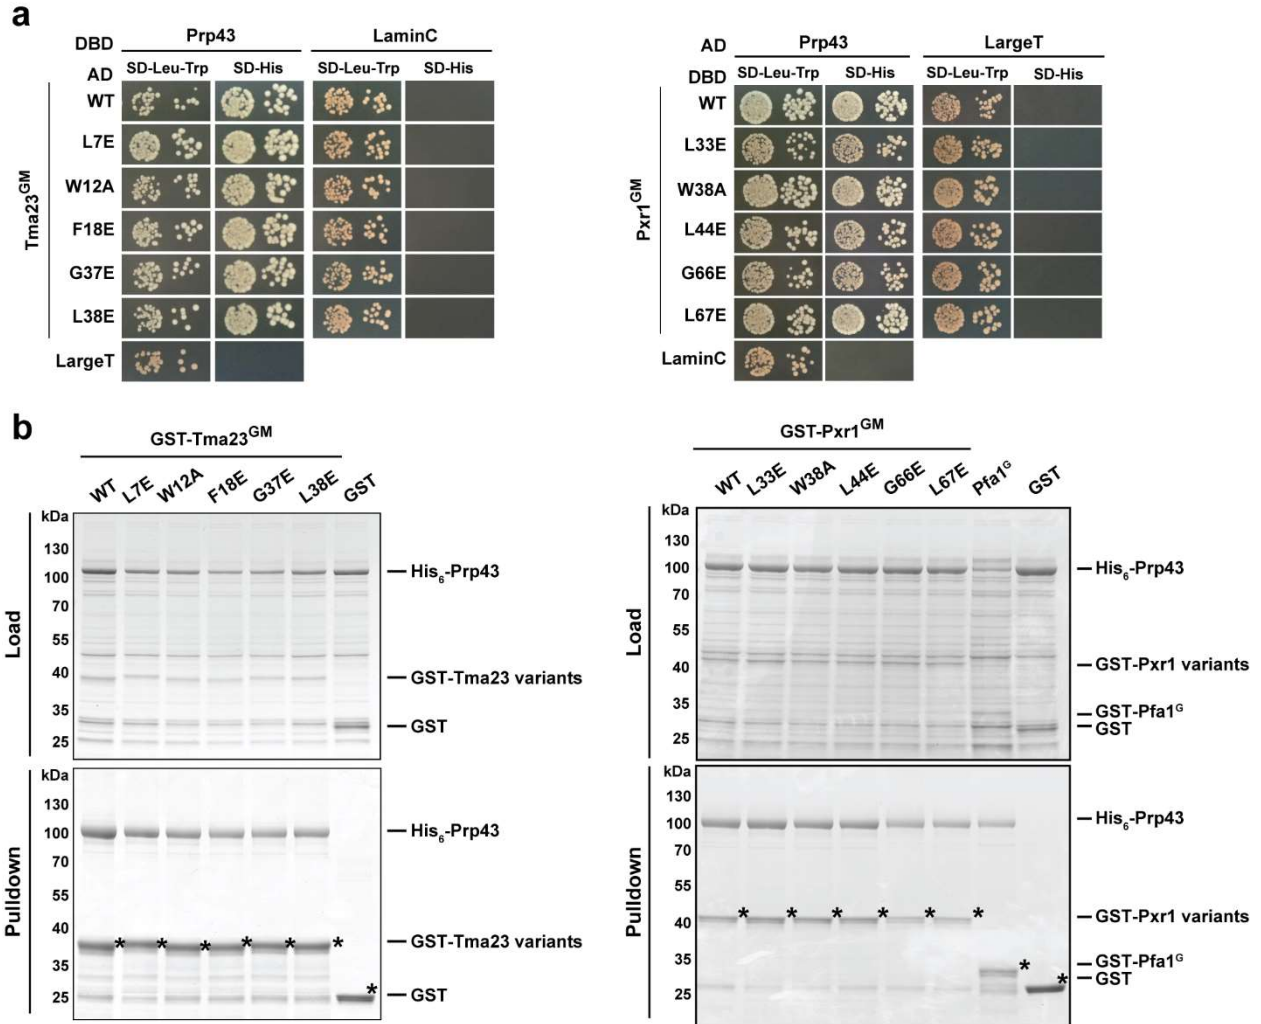 a
DBD Prp43 LaminC
AD SD-Leu-Trp SD-His SD-Leu-Trp SD-His
Tma23GM
WT
L7E
W12A
F18E
G37E
L38E
LargeT
AD Prp43 LargeT
DBD SD-Leu-Trp SD-His SD-Leu-Trp SD-His
Pxr1GM
WT
L33E
W38A
L44E
G66E
L67E
LaminC
b
GST-Tma23GM
WT L7E W12A F18E G37E L38E GST
Load
kDa
130
100
70
55
40
35
25
His6-Prp43
GST-Tma23 variants
GST
Pulldown
kDa
130
100
70
55
40
35
25
His6-Prp43
* * * * * * GST-Tma23 variants
* GST
GST-Pxr1GM
WT L33E W38A L44E G66E L67E Pfa1G GST
Load
kDa
130
100
70
55
40
35
25
His6-Prp43
GST-Pxr1 variants
GST-Pfa1G
GST
Pulldown
kDa
130
100
70
55
40
35
25
His6-Prp43
* * * * * * GST-Pxr1 variants
* GST-Pfa1G
* GST